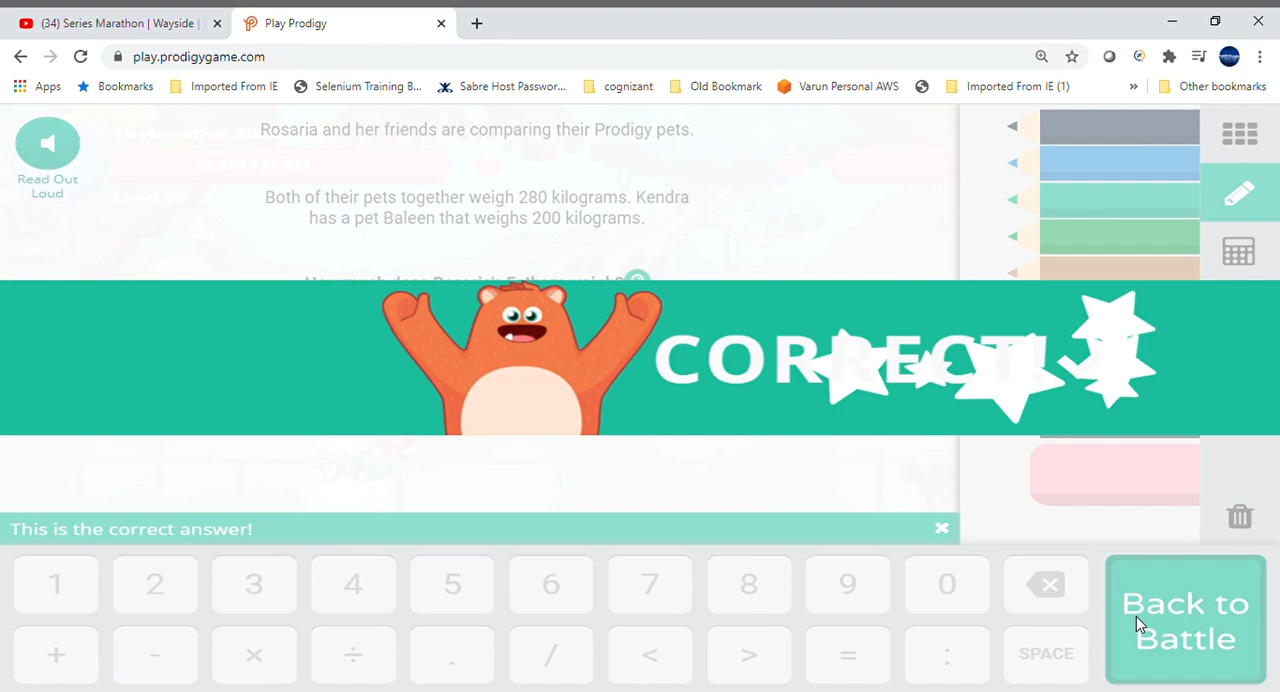 (34) Series Marathon | Wayside |
Play Prodigy
play.prodigygame.com
Apps Bookmarks Imported From IE Selenium Training B... Sabre Host Passwor... cognizant Old Bookmark Varun Personal AWS Imported From IE (1) » Other bookmarks
Read Out
Loud
Rosaria and her friends are comparing their Prodigy pets.
Level 66
Both of their pets together weigh 280 kilograms. Kendra
has a pet Baleen that weighs 200 kilograms.
CORRECT!
This is the correct answer!
1 2 3 4 5 6 7 8 9 0
+ - × ÷ . / < > = : SPACE
Back to
Battle